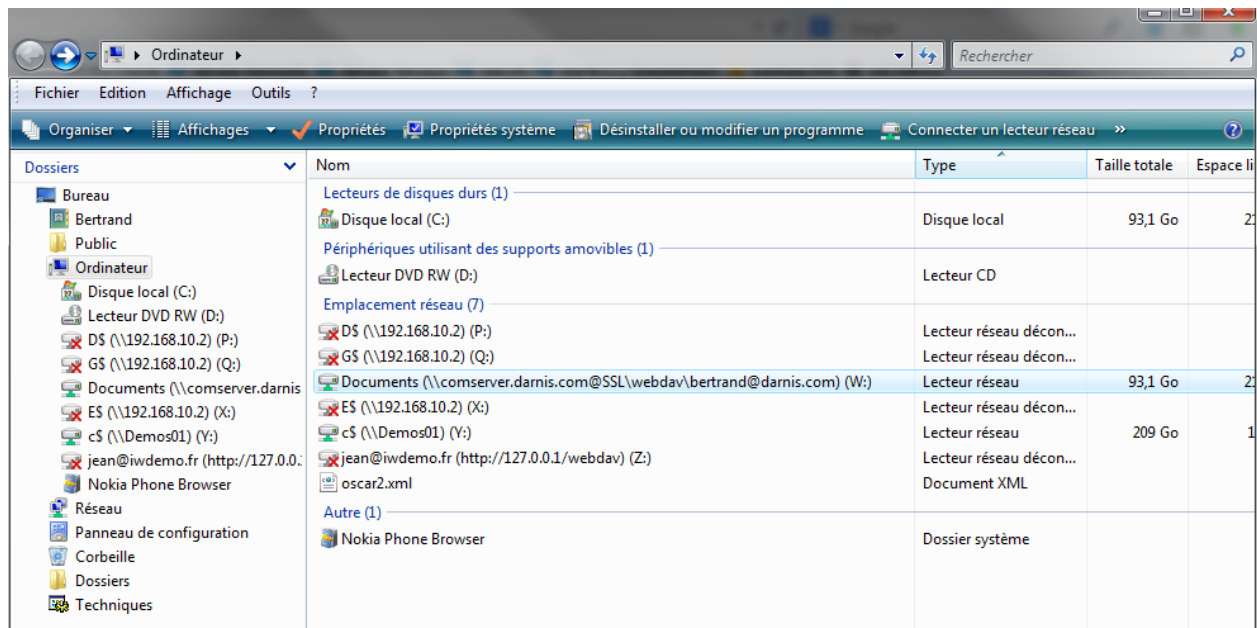 Ordinateur
Rechercher
Fichier Edition Affichage Outils ?
Organiser Affichages Propriétés Propriétés système Désinstaller ou modifier un programme Connecter un lecteur réseau »
Dossiers
Nom Type Taille totale Espace li
Bureau
Bertrand
Public
Ordinateur
Disque local (C:)
Lecteur DVD RW (D:)
D$ (\\192.168.10.2) (P:)
G$ (\\192.168.10.2) (Q:)
Documents (\\comserver.darnis
E$ (\\192.168.10.2) (X:)
c$ (\\Demos01) (Y:)
jean@iwdemo.fr (http://127.0.0.
Nokia Phone Browser
Réseau
Panneau de configuration
Corbeille
Dossiers
Techniques
Lecteurs de disques durs (1)
Disque local (C:) Disque local 93,1 Go 2
Périphériques utilisant des supports amovibles (1)
Lecteur DVD RW (D:) Lecteur CD
Emplacement réseau (7)
D$ (\\192.168.10.2) (P:) Lecteur réseau décon...
G$ (\\192.168.10.2) (Q:) Lecteur réseau décon...
Documents (\\comserver.darnis.com@SSL\webdav\bertrand@darnis.com) (W:) Lecteur réseau 93,1 Go 2
E$ (\\192.168.10.2) (X:) Lecteur réseau décon...
c$ (\\Demos01) (Y:) Lecteur réseau 209 Go 1
jean@iwdemo.fr (http://127.0.0.1/webdav) (Z:) Lecteur réseau décon...
oscar2.xml Document XML
Autre (1)
Nokia Phone Browser Dossier système